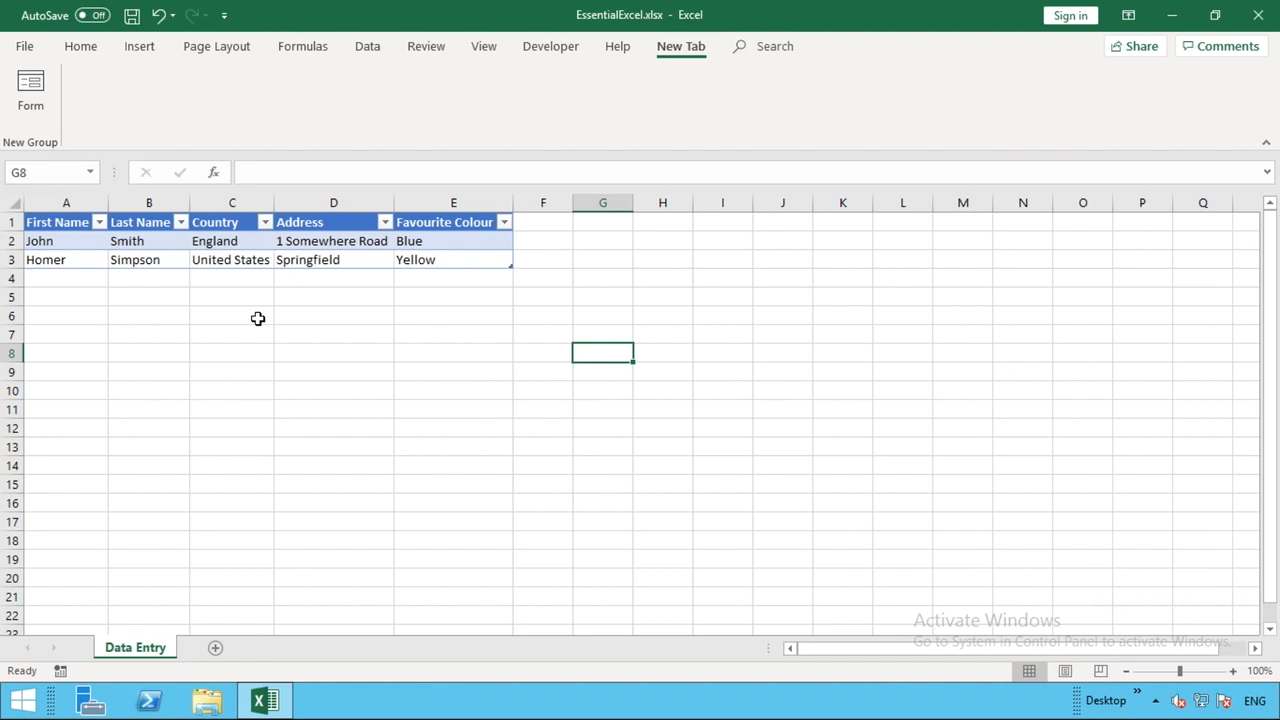 AutoSave Off EssentialExcel.xlsx - Excel Sign in
File Home Insert Page Layout Formulas Data Review View Developer Help New Tab Search Share Comments
Form
New Group
G8 fx
A B C D E F G H I J K L M N O P Q
1 First Name Last Name Country Address Favourite Colour
2 John Smith England 1 Somewhere Road Blue
3 Homer Simpson United States Springfield Yellow
4
5
6
7
8
9
10
11
12
13
14
15
16
17
18
19
20
21
22
23
Activate Windows
Go to System in Control Panel to activate Windows.
Data Entry
Ready 100%
Desktop ENG